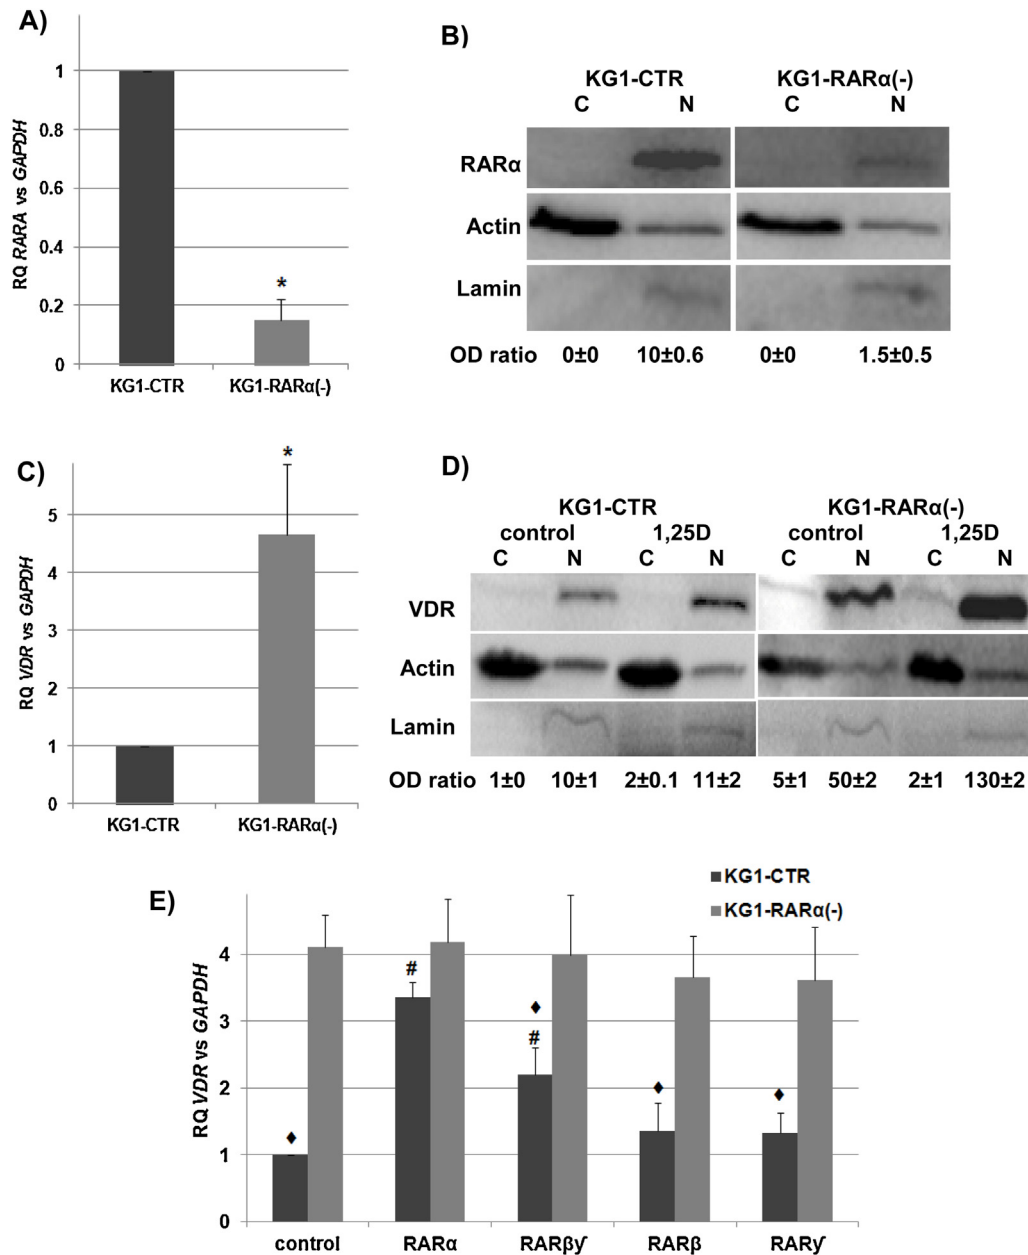 A)
RQ RARA vs GAPDH
1
0.8
0.6
0.4
0.2
0
*
KG1-CTR KG1-RARα(-)
B)
KG1-CTR KG1-RARα(-)
C N C N
RARα
Actin
Lamin
OD ratio 0±0 10±0.6 0±0 1.5±0.5
C)
RQ VDR vs GAPDH
*
5
4
3
2
1
0
KG1-CTR KG1-RARα(-)
D)
KG1-CTR KG1-RARα(-)
control 1,25D control 1,25D
C N C N C N C N
VDR
Actin
Lamin
OD ratio 1±0 10±1 2±0.1 11±2 5±1 50±2 2±1 130±2
E)
KG1-CTR
KG1-RARα(-)
RQ VDR vs GAPDH
4
3
2
1
0
♦ # ♦ # ♦ ♦
control RARα RARβγ RARβ RARγ